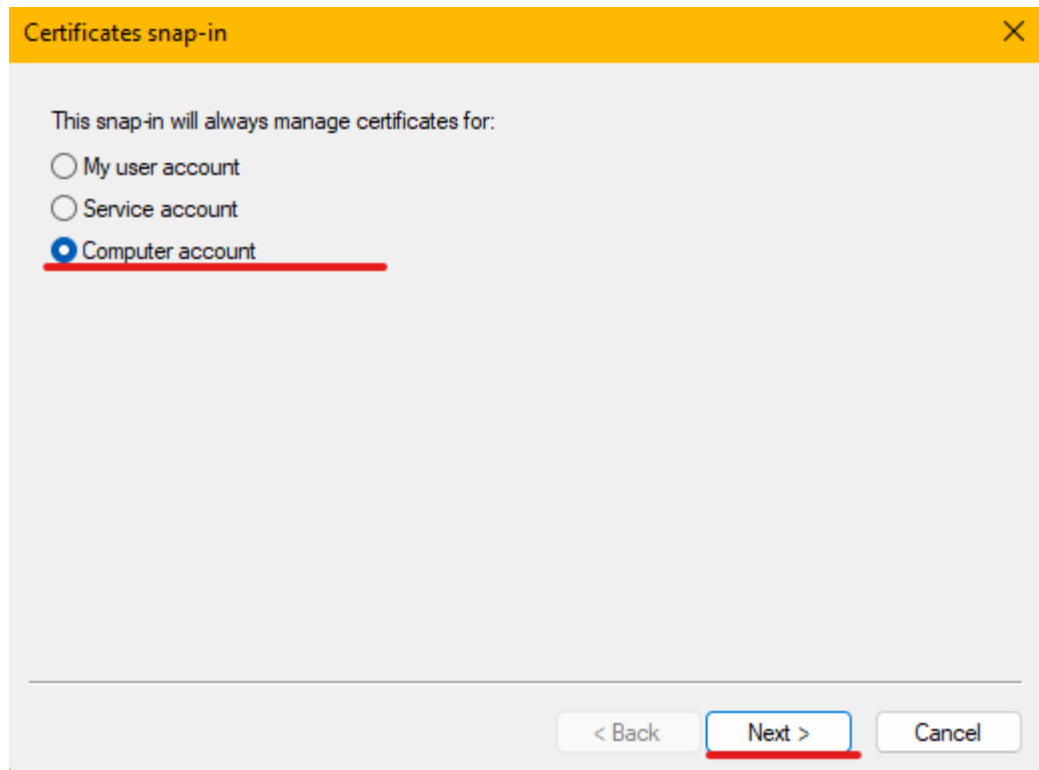 Certificates snap-in
This snap-in will always manage certificates for:
My user account
Service account
Computer account
< Back Next > Cancel